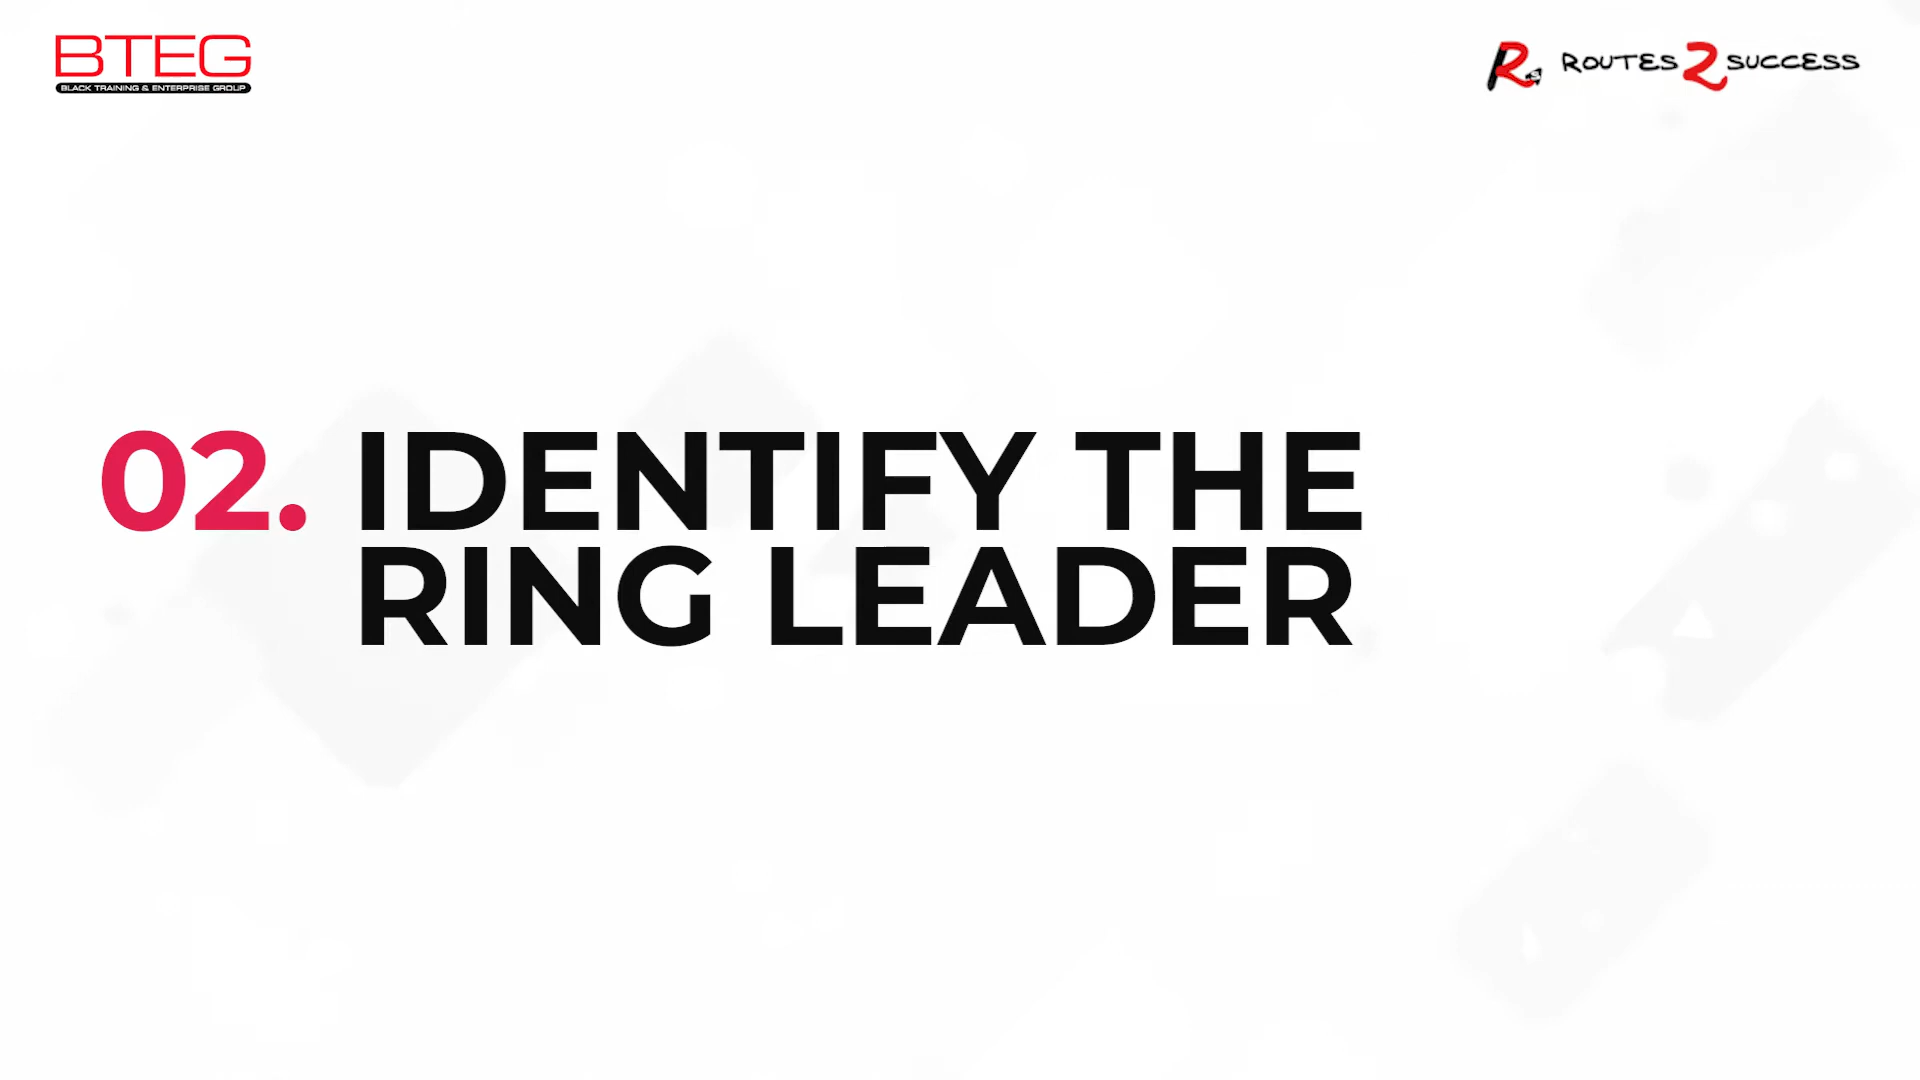 BTEG
BLACK TRAINING & ENTERPRISE GROUP
ROUTES 2 SUCCESS
02. IDENTIFY THE
RING LEADER